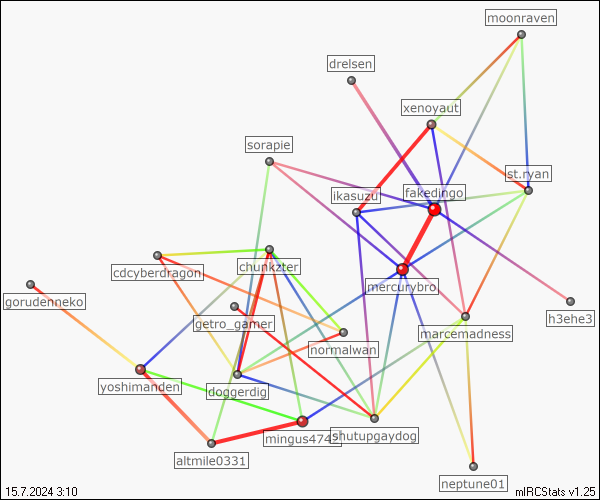 moonraven
drelsen
xenoyaut
sorapie
st.ryan
ikasuzu
fakedingo
chunkzter
cdcyberdragon
mercurybro
gorudenneko
getro_gamer
h3ehe3
marcemadness
normalwan
yoshimanden
doggerdig
mingus474
shutupgaydog
altmile0331
neptune01
15.7.2024 3:10
mIRCStats v1.25